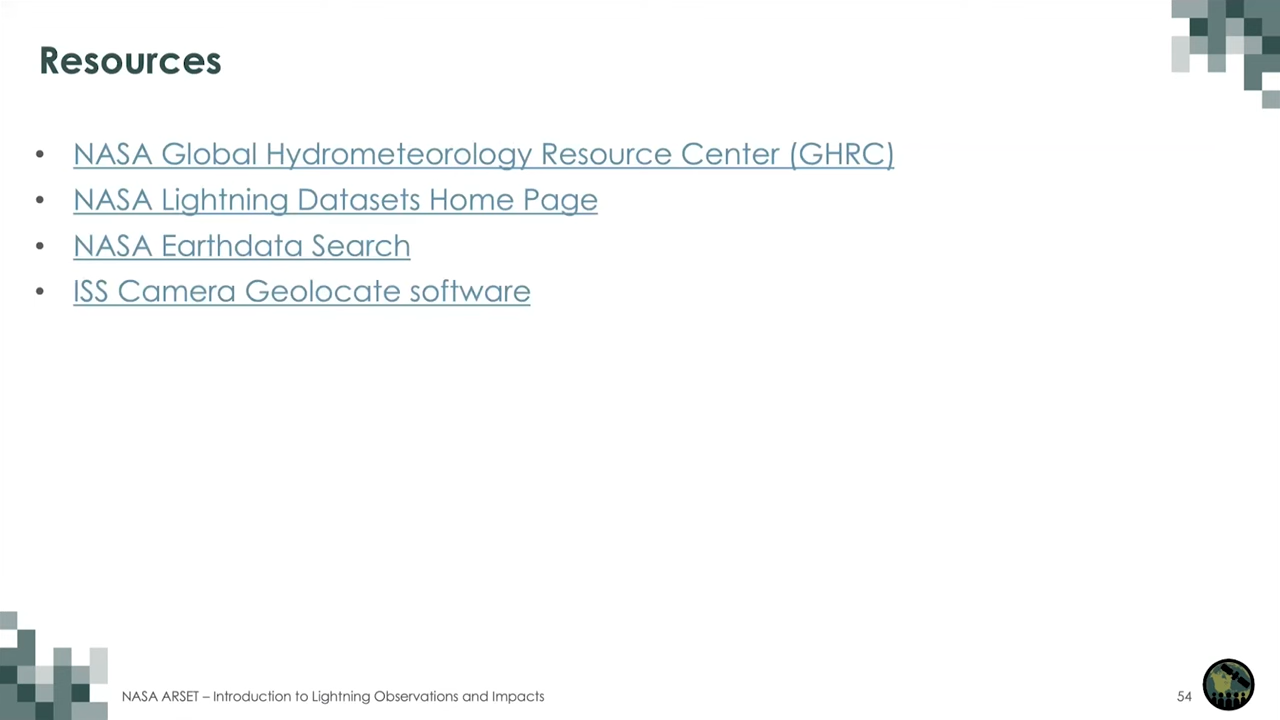 Resources
• NASA Global Hydrometeorology Resource Center (GHRC)
• NASA Lightning Datasets Home Page
• NASA Earthdata Search
• ISS Camera Geolocate software
NASA ARSET – Introduction to Lightning Observations and Impacts
54